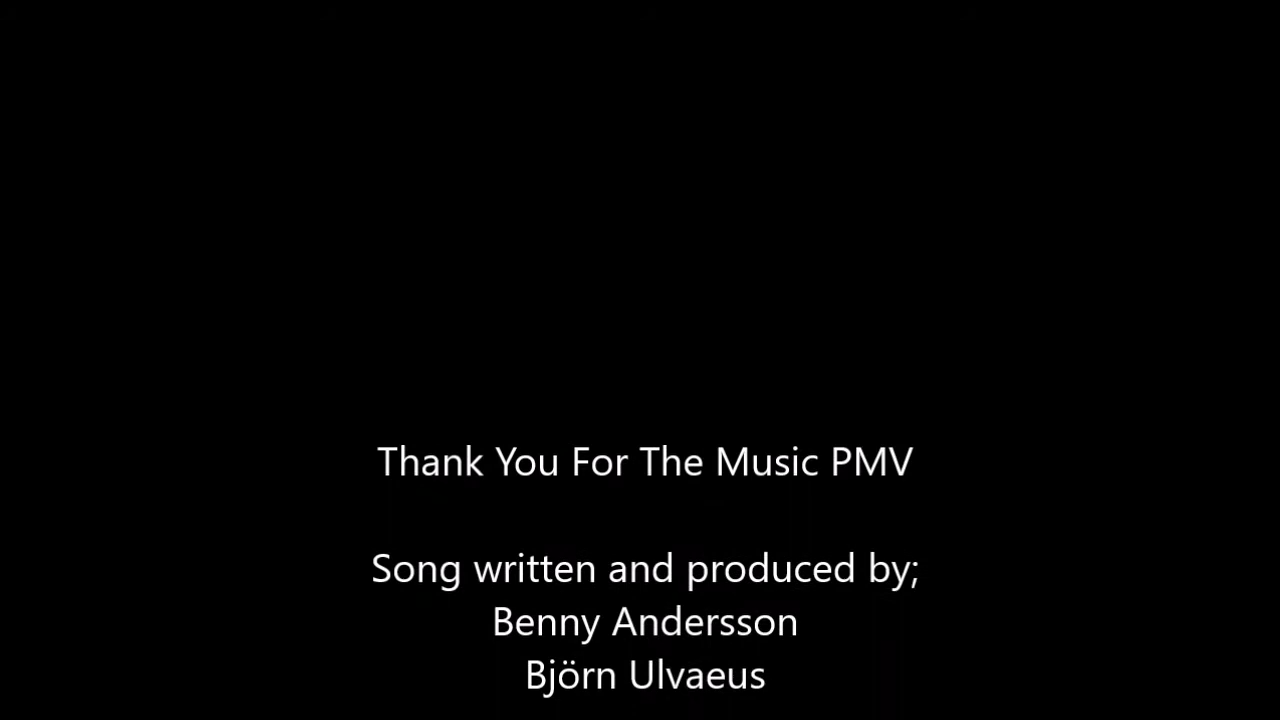 Thank You For The Music PMV
Song written and produced by;
Benny Andersson
Björn Ulvaeus